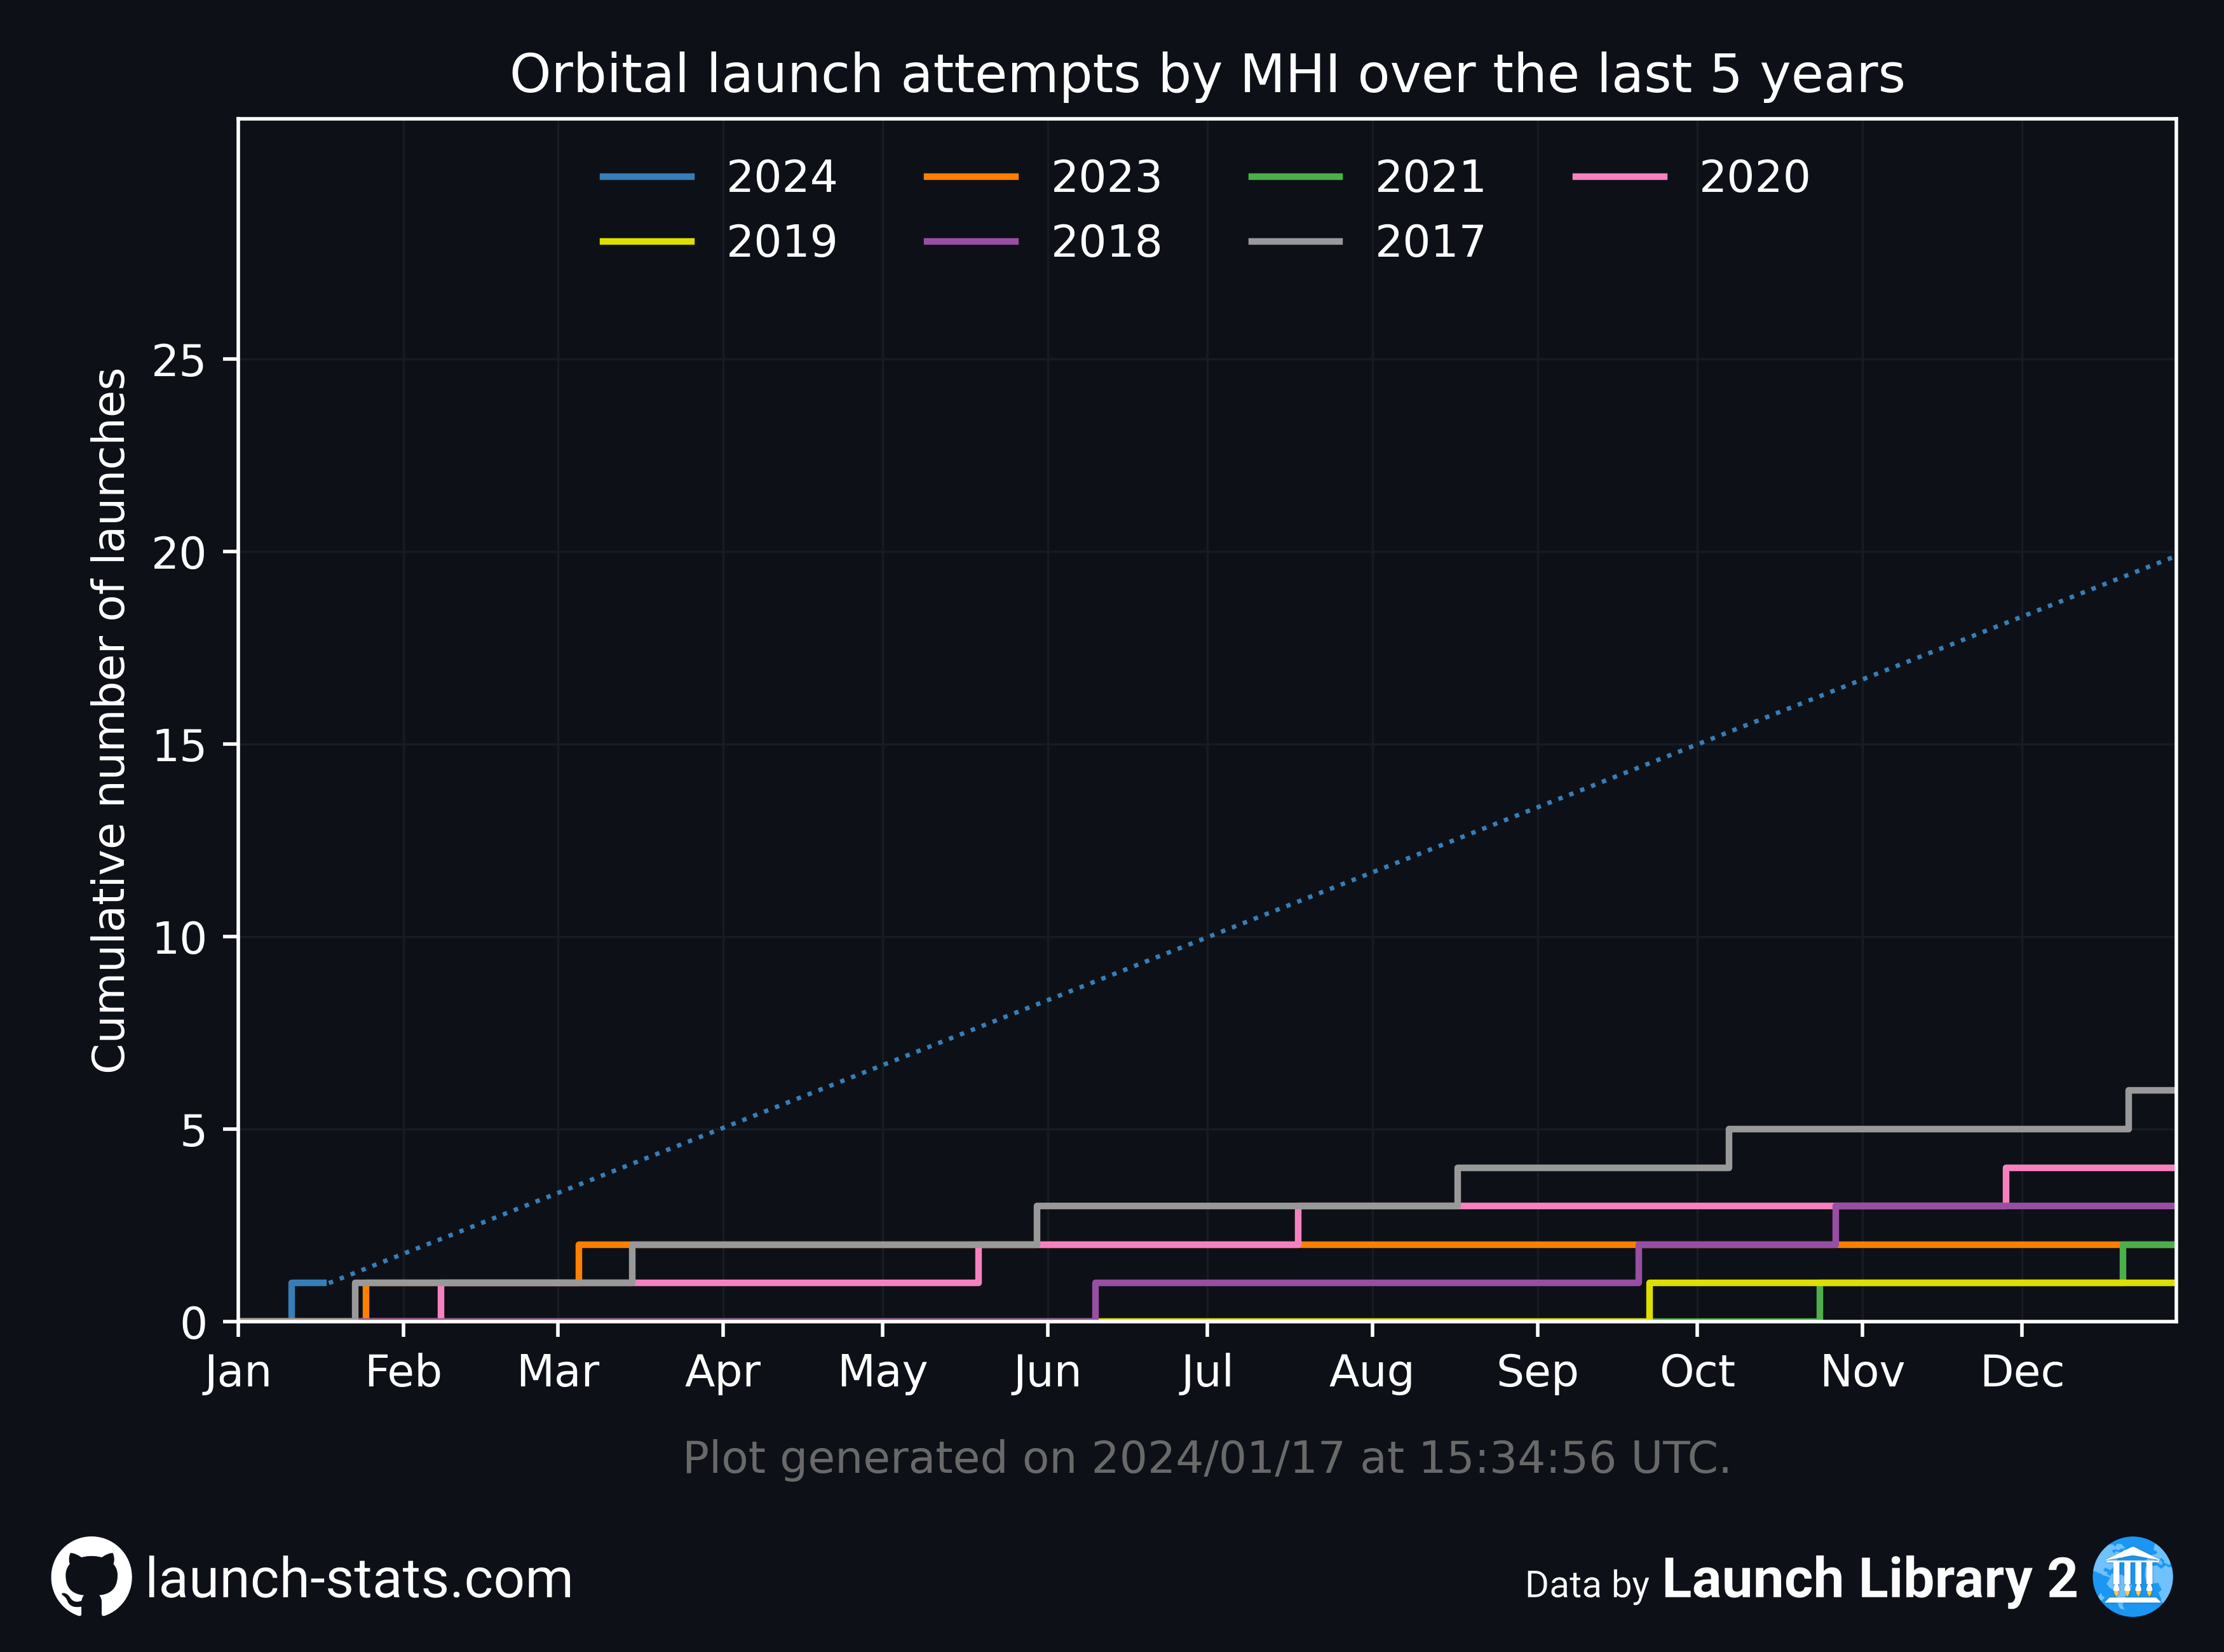 Orbital launch attempts by MHI over the last 5 years
2024 2023 2021 2020
2019 2018 2017
Cumulative number of launches
25
20
15
10
5
0
Jan Feb Mar Apr May Jun Jul Aug Sep Oct Nov Dec
Plot generated on 2024/01/17 at 15:34:56 UTC.
launch-stats.com
Data by Launch Library 2